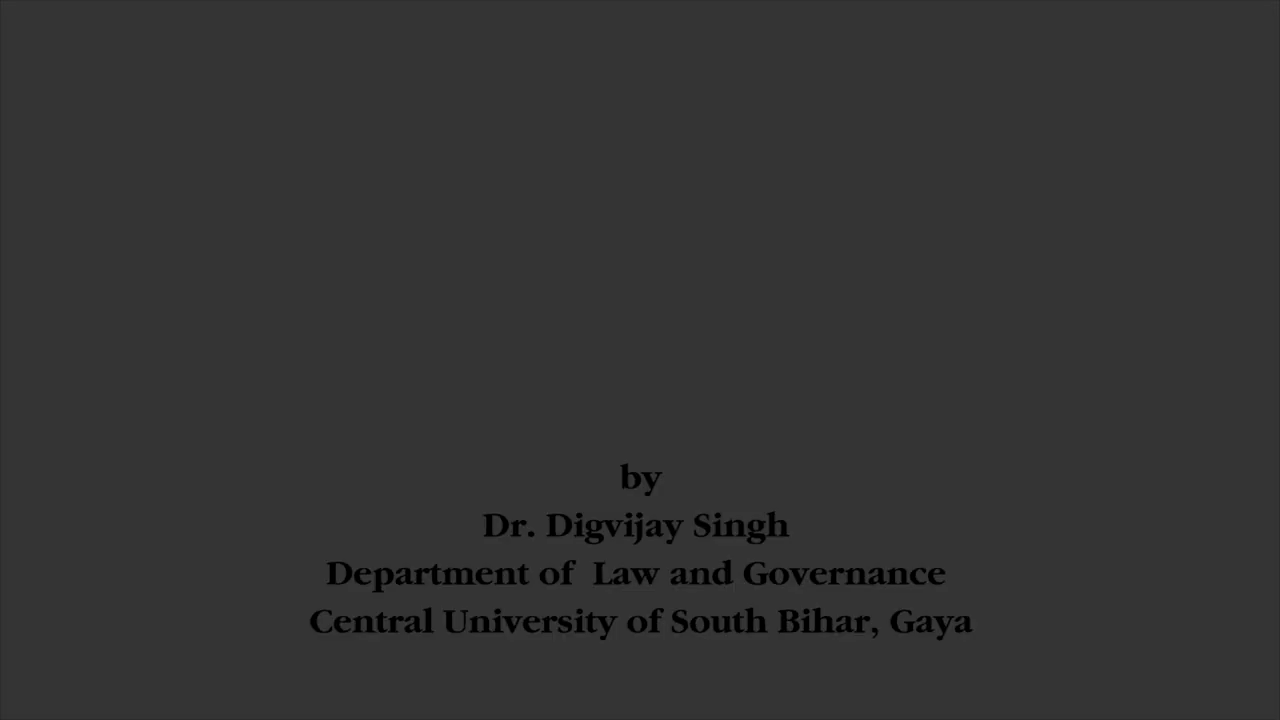 by
Dr. Digvijay Singh
Department of  Law and Governance
Central University of South Bihar, Gaya